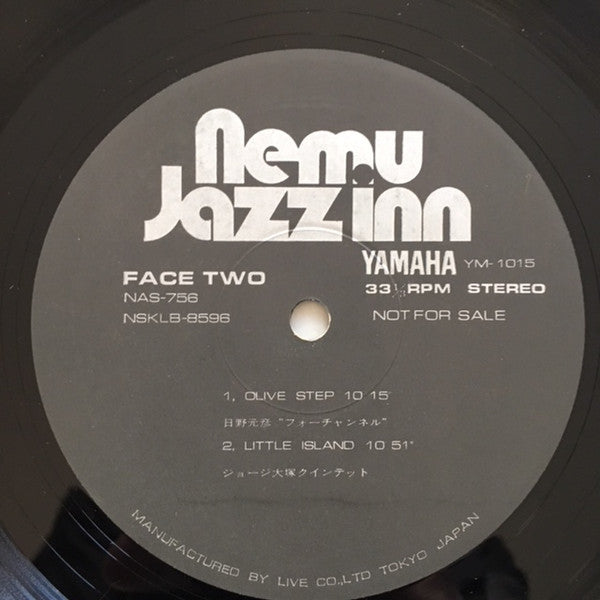 Nemu
Jazz inn
YAMAHA YM-1015
FACE TWO
33 1/3 RPM STEREO
NAS-756
NSKLB-8596
NOT FOR SALE
1, OLIVE STEP 10 15"
日野元彦 "フォーチャンネル"
2. LITTLE ISLAND 10 51"
ジョージ大塚クインテット
MANUFACTURED BY LIVE CO.,LTD TOKYO JAPAN